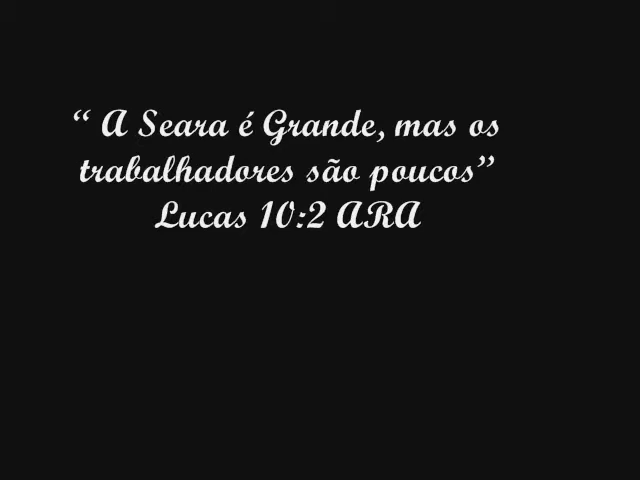 “ A Seara é Grande, mas os
trabalhadores são poucos”
Lucas 10:2 ARA